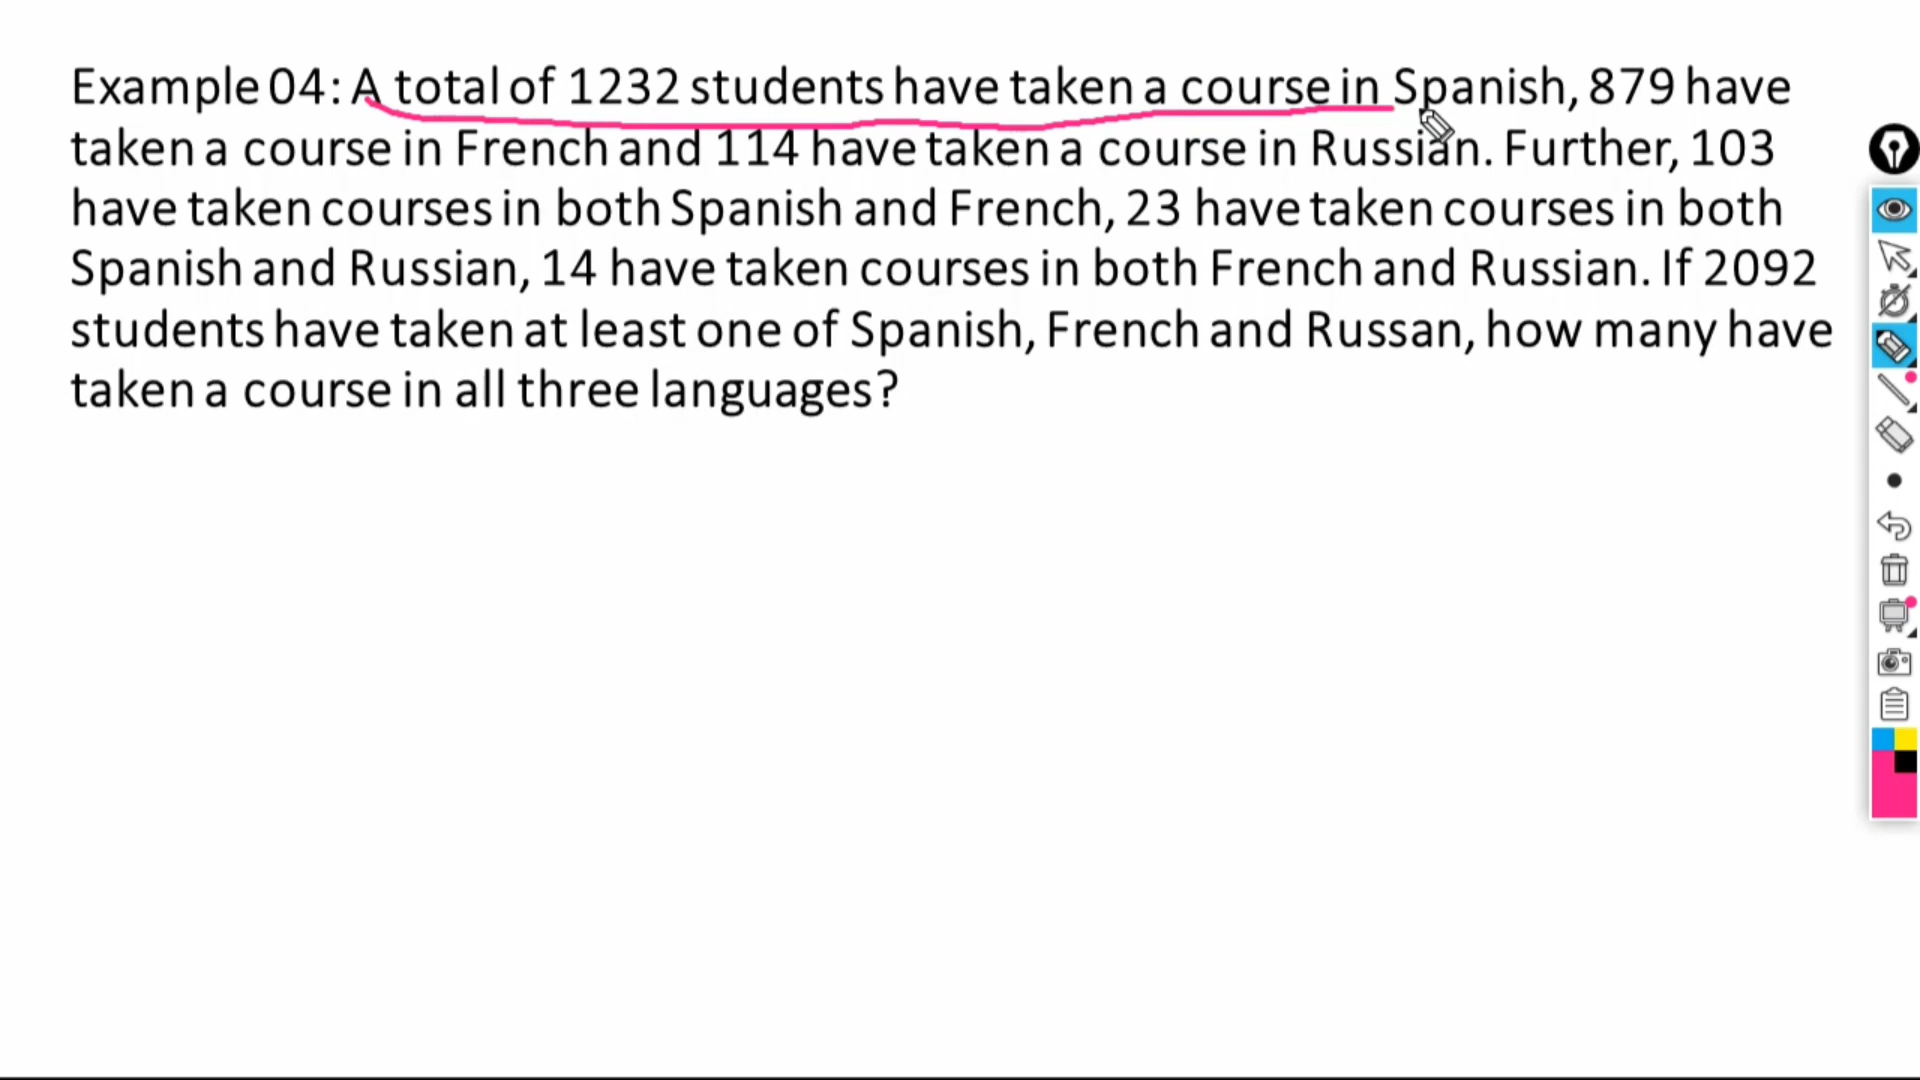 Example 04: A total of 1232 students have taken a course in Spanish, 879 have
taken a course in French and 114 have taken a course in Russian. Further, 103
have taken courses in both Spanish and French, 23 have taken courses in both
Spanish and Russian, 14 have taken courses in both French and Russian. If 2092
students have taken at least one of Spanish, French and Russan, how many have
taken a course in all three languages?